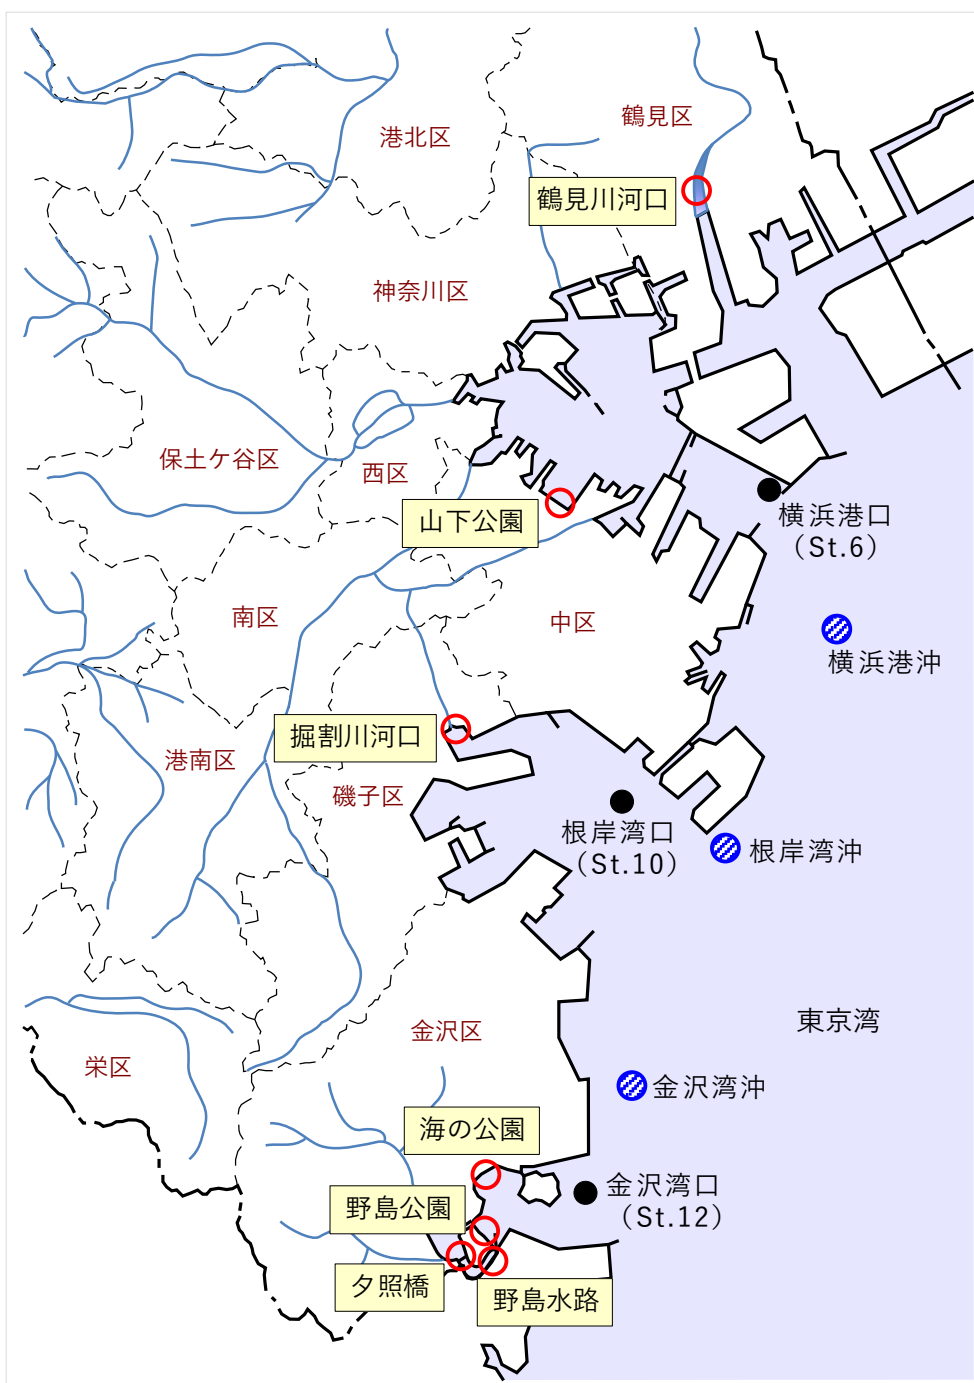 鶴見区
港北区
鶴見川河口
神奈川区
保土ケ谷区
西区
山下公園
横浜港口
（St.6）
南区
中区
横浜港沖
掘割川河口
港南区
磯子区
根岸湾口
（St.10）
根岸湾沖
東京湾
金沢区
栄区
金沢湾沖
海の公園
金沢湾口
（St.12）
野島公園
夕照橋
野島水路